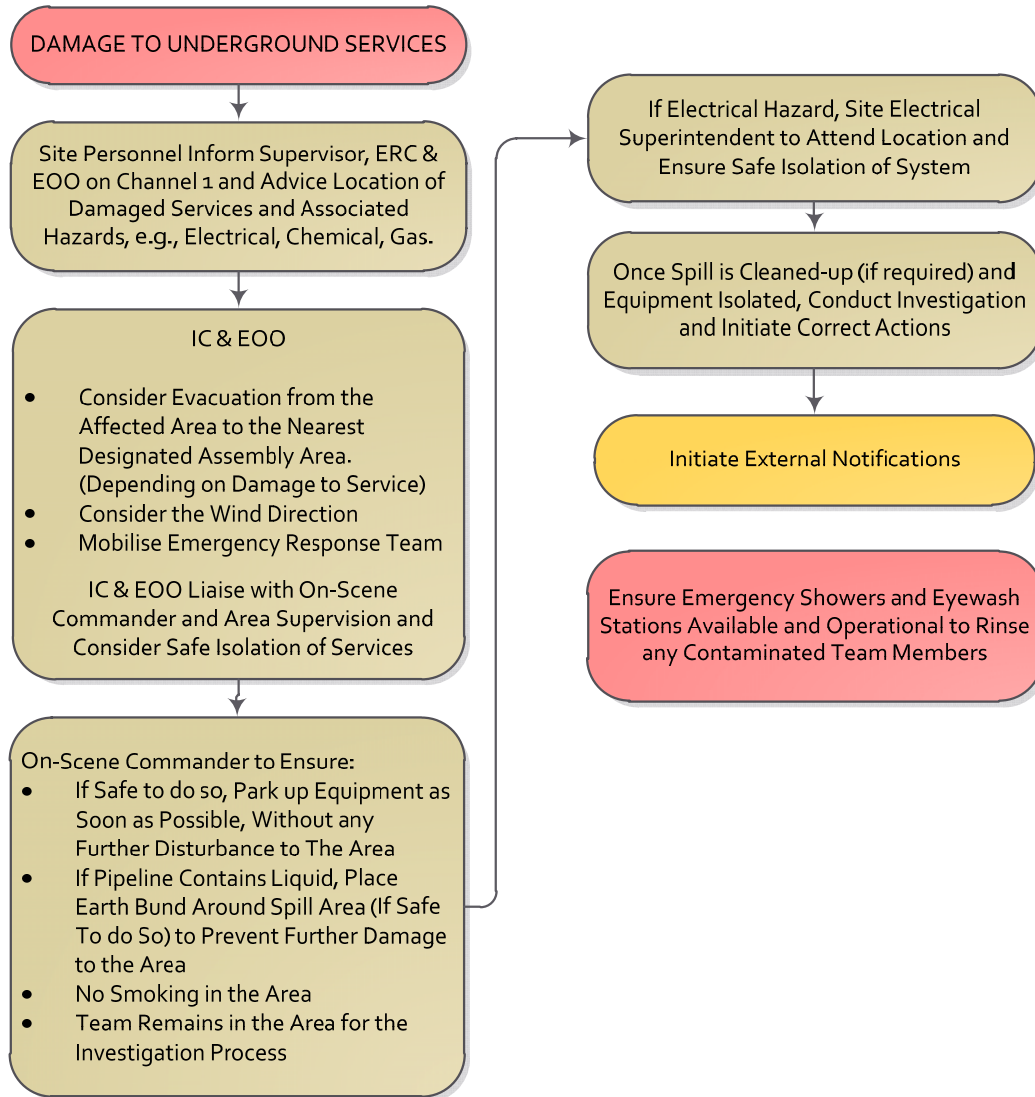 DAMAGE TO UNDERGROUND SERVICES
Site Personnel Inform Supervisor, ERC &
EOO on Channel 1 and Advice Location of
Damaged Services and Associated
Hazards, e.g., Electrical, Chemical, Gas.
IC & EOO
• Consider Evacuation from the
Affected Area to the Nearest
Designated Assembly Area.
(Depending on Damage to Service)
• Consider the Wind Direction
• Mobilise Emergency Response Team
IC & EOO Liaise with On-Scene
Commander and Area Supervision and
Consider Safe Isolation of Services
On-Scene Commander to Ensure:
• If Safe to do so, Park up Equipment as
Soon as Possible, Without any
Further Disturbance to The Area
• If Pipeline Contains Liquid, Place
Earth Bund Around Spill Area (If Safe
To do So) to Prevent Further Damage
to the Area
• No Smoking in the Area
• Team Remains in the Area for the
Investigation Process
If Electrical Hazard, Site Electrical
Superintendent to Attend Location and
Ensure Safe Isolation of System
Once Spill is Cleaned-up (if required) and
Equipment Isolated, Conduct Investigation
and Initiate Correct Actions
Initiate External Notifications
Ensure Emergency Showers and Eyewash
Stations Available and Operational to Rinse
any Contaminated Team Members